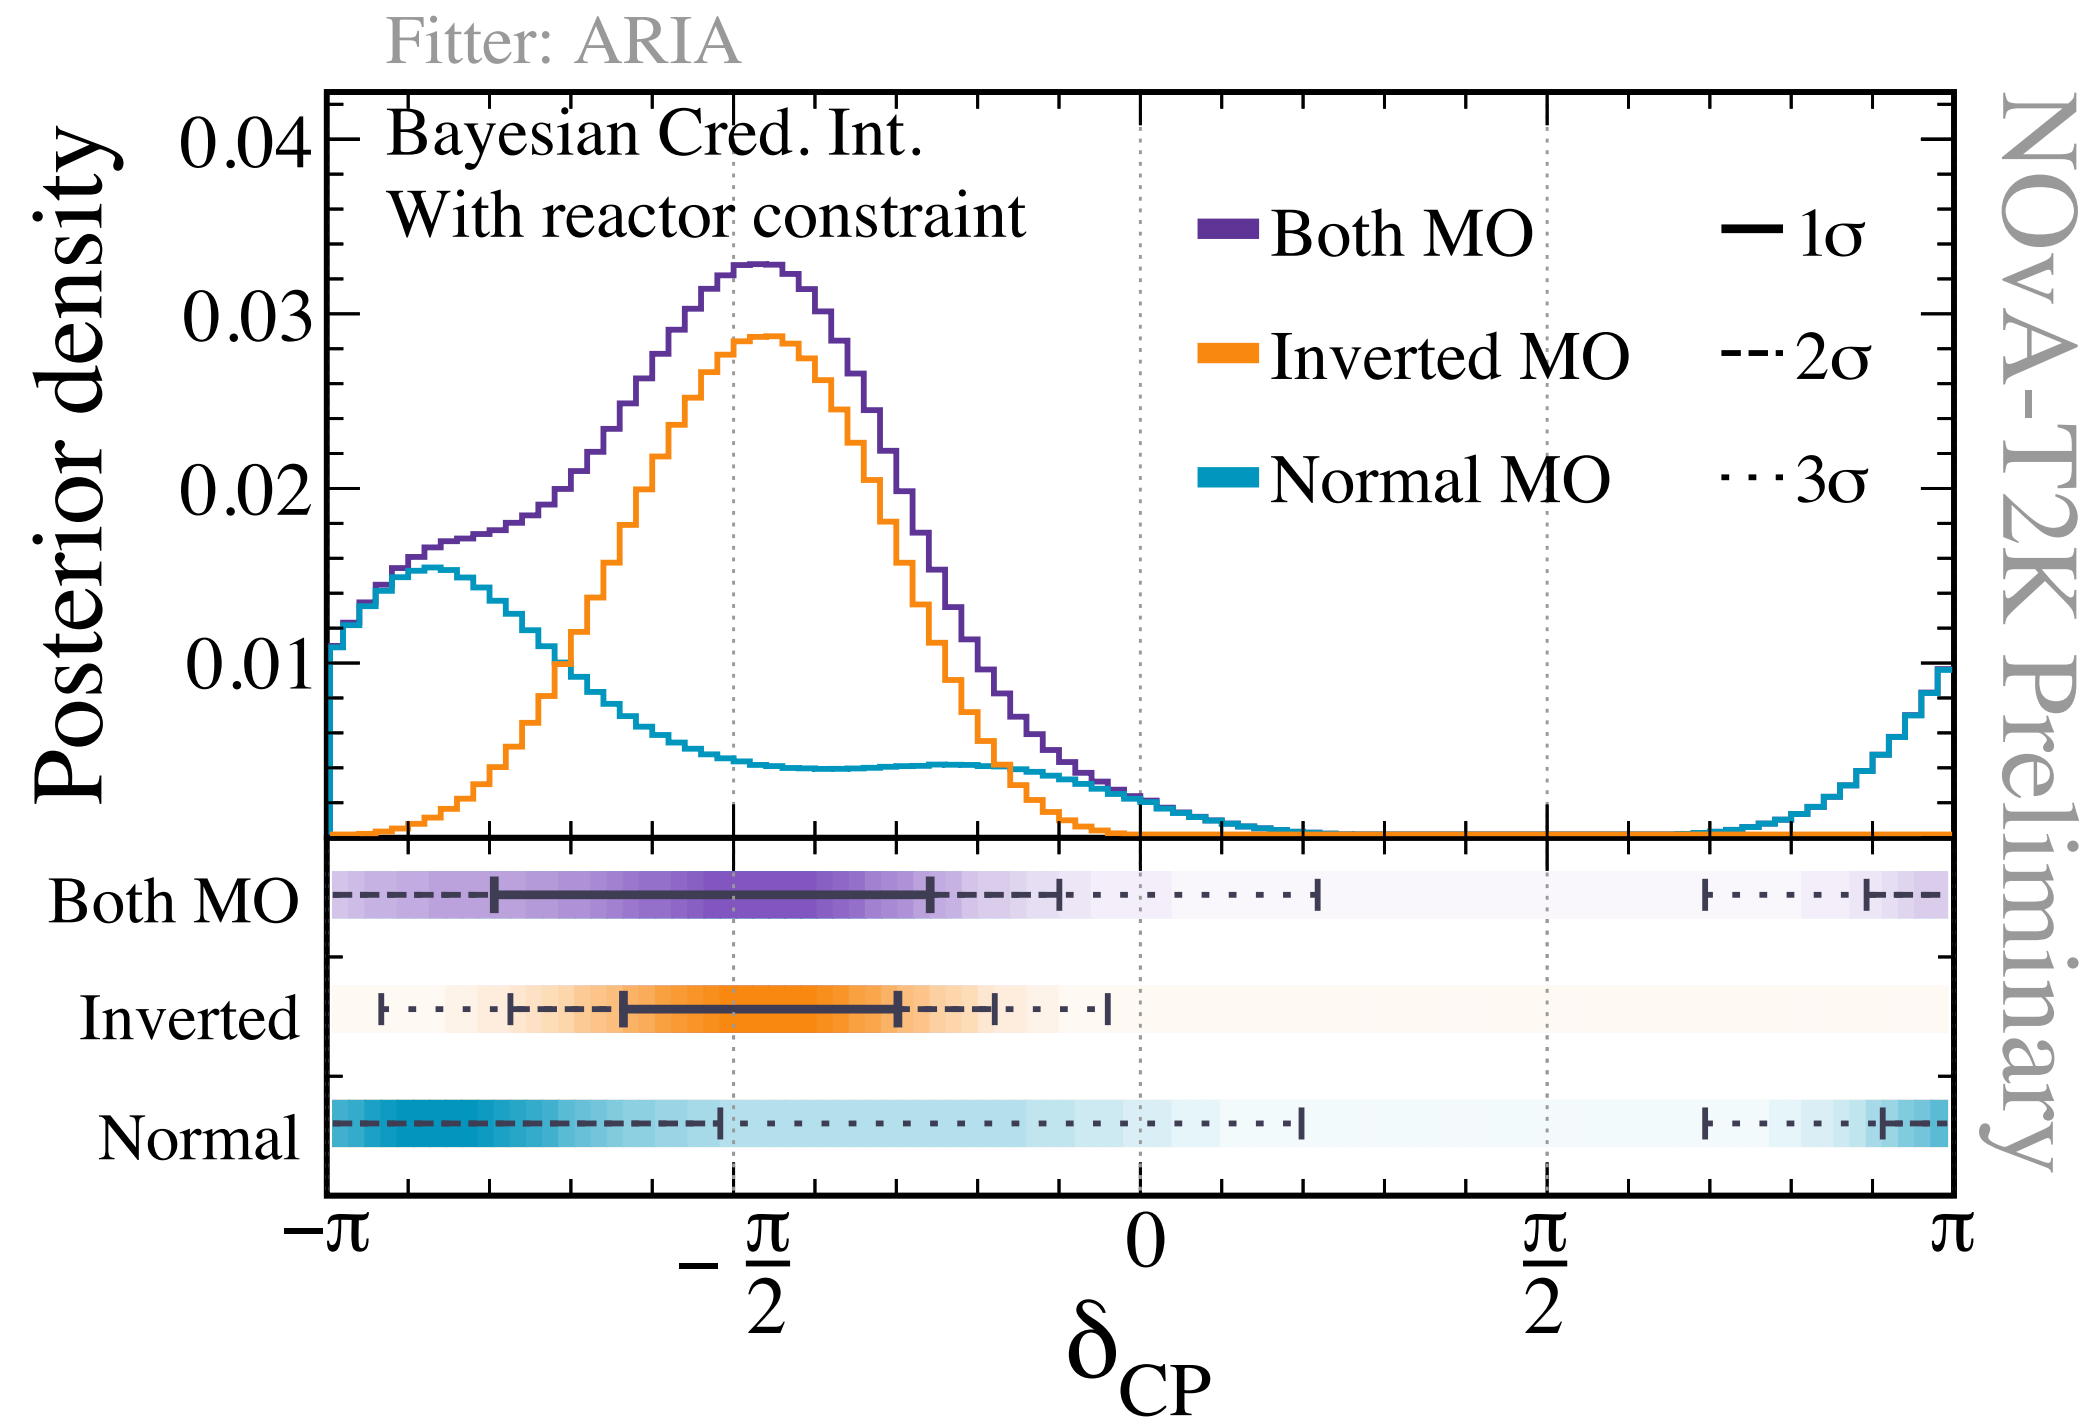 Fitter: ARIA
Bayesian Cred. Int.
With reactor constraint
Posterior density
0.04
0.03
0.02
0.01
Both MO
1σ
Inverted MO
2σ
Normal MO
3σ
NOvA-T2K Preliminary
Both MO
Inverted
Normal
−π
−π/2
0
π/2
π
δCP